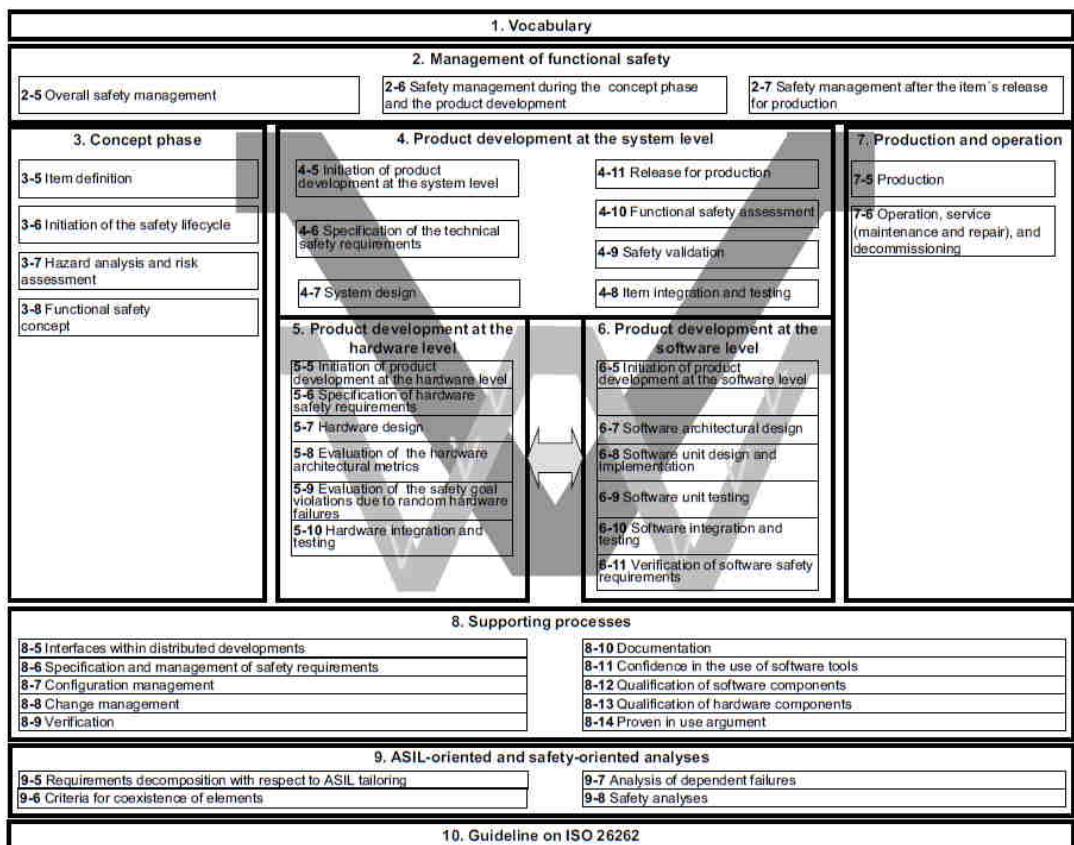 1. Vocabulary
2. Management of functional safety
2-5 Overall safety management
2-6 Safety management during the concept phase
and the product development
2-7 Safety management after the item´s release
for production
3. Concept phase
3-5 Item definition
3-6 Initiation of the safety lifecycle
3-7 Hazard analysis and risk
assessment
3-8 Functional safety
concept
4. Product development at the system level
4-5 Initiation of product
development at the system level
4-6 Specification of the technical
safety requirements
4-7 System design
4-11 Release for production
4-10 Functional safety assessment
4-9 Safety validation
4-8 Item integration and testing
7. Production and operation
7-5 Production
7-6 Operation, service
(maintenance and repair), and
decommissioning
5. Product development at the
hardware level
5-5 Initiation of product
development at the hardware level
5-6 Specification of hardware
safety requirements
5-7 Hardware design
5-8 Evaluation of the hardware
architectural metrics
5-9 Evaluation of the safety goal
violations due to random hardware
failures
5-10 Hardware integration and
testing
6. Product development at the
software level
6-5 Initiation of product
development at the software level
6-7 Software architectural design
6-8 Software unit design and
implementation
6-9 Software unit testing
6-10 Software integration and
testing
6-11 Verification of software safety
requirements
8. Supporting processes
8-5 Interfaces within distributed developments
8-6 Specification and management of safety requirements
8-7 Configuration management
8-8 Change management
8-9 Verification
8-10 Documentation
8-11 Confidence in the use of software tools
8-12 Qualification of software components
8-13 Qualification of hardware components
8-14 Proven in use argument
9. ASIL-oriented and safety-oriented analyses
9-5 Requirements decomposition with respect to ASIL tailoring
9-6 Criteria for coexistence of elements
9-7 Analysis of dependent failures
9-8 Safety analyses
10. Guideline on ISO 26262